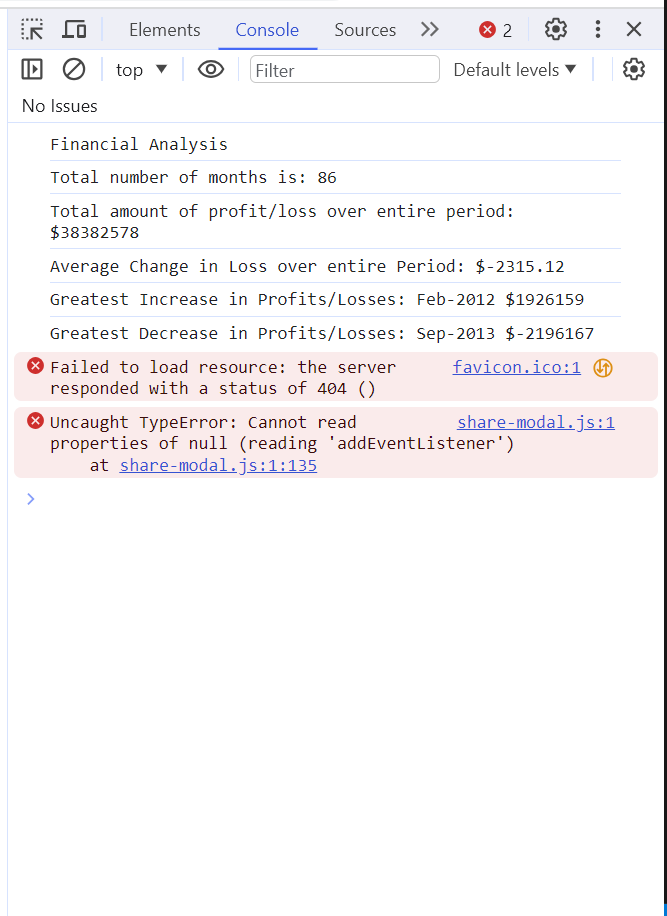 Elements Console Sources 2
top Filter Default levels
No Issues
Financial Analysis
Total number of months is: 86
Total amount of profit/loss over entire period:
$38382578
Average Change in Loss over entire Period: $-2315.12
Greatest Increase in Profits/Losses: Feb-2012 $1926159
Greatest Decrease in Profits/Losses: Sep-2013 $-2196167
Failed to load resource: the server favicon.ico:1
responded with a status of 404 ()
Uncaught TypeError: Cannot read share-modal.js:1
properties of null (reading 'addEventListener')
at share-modal.js:1:135